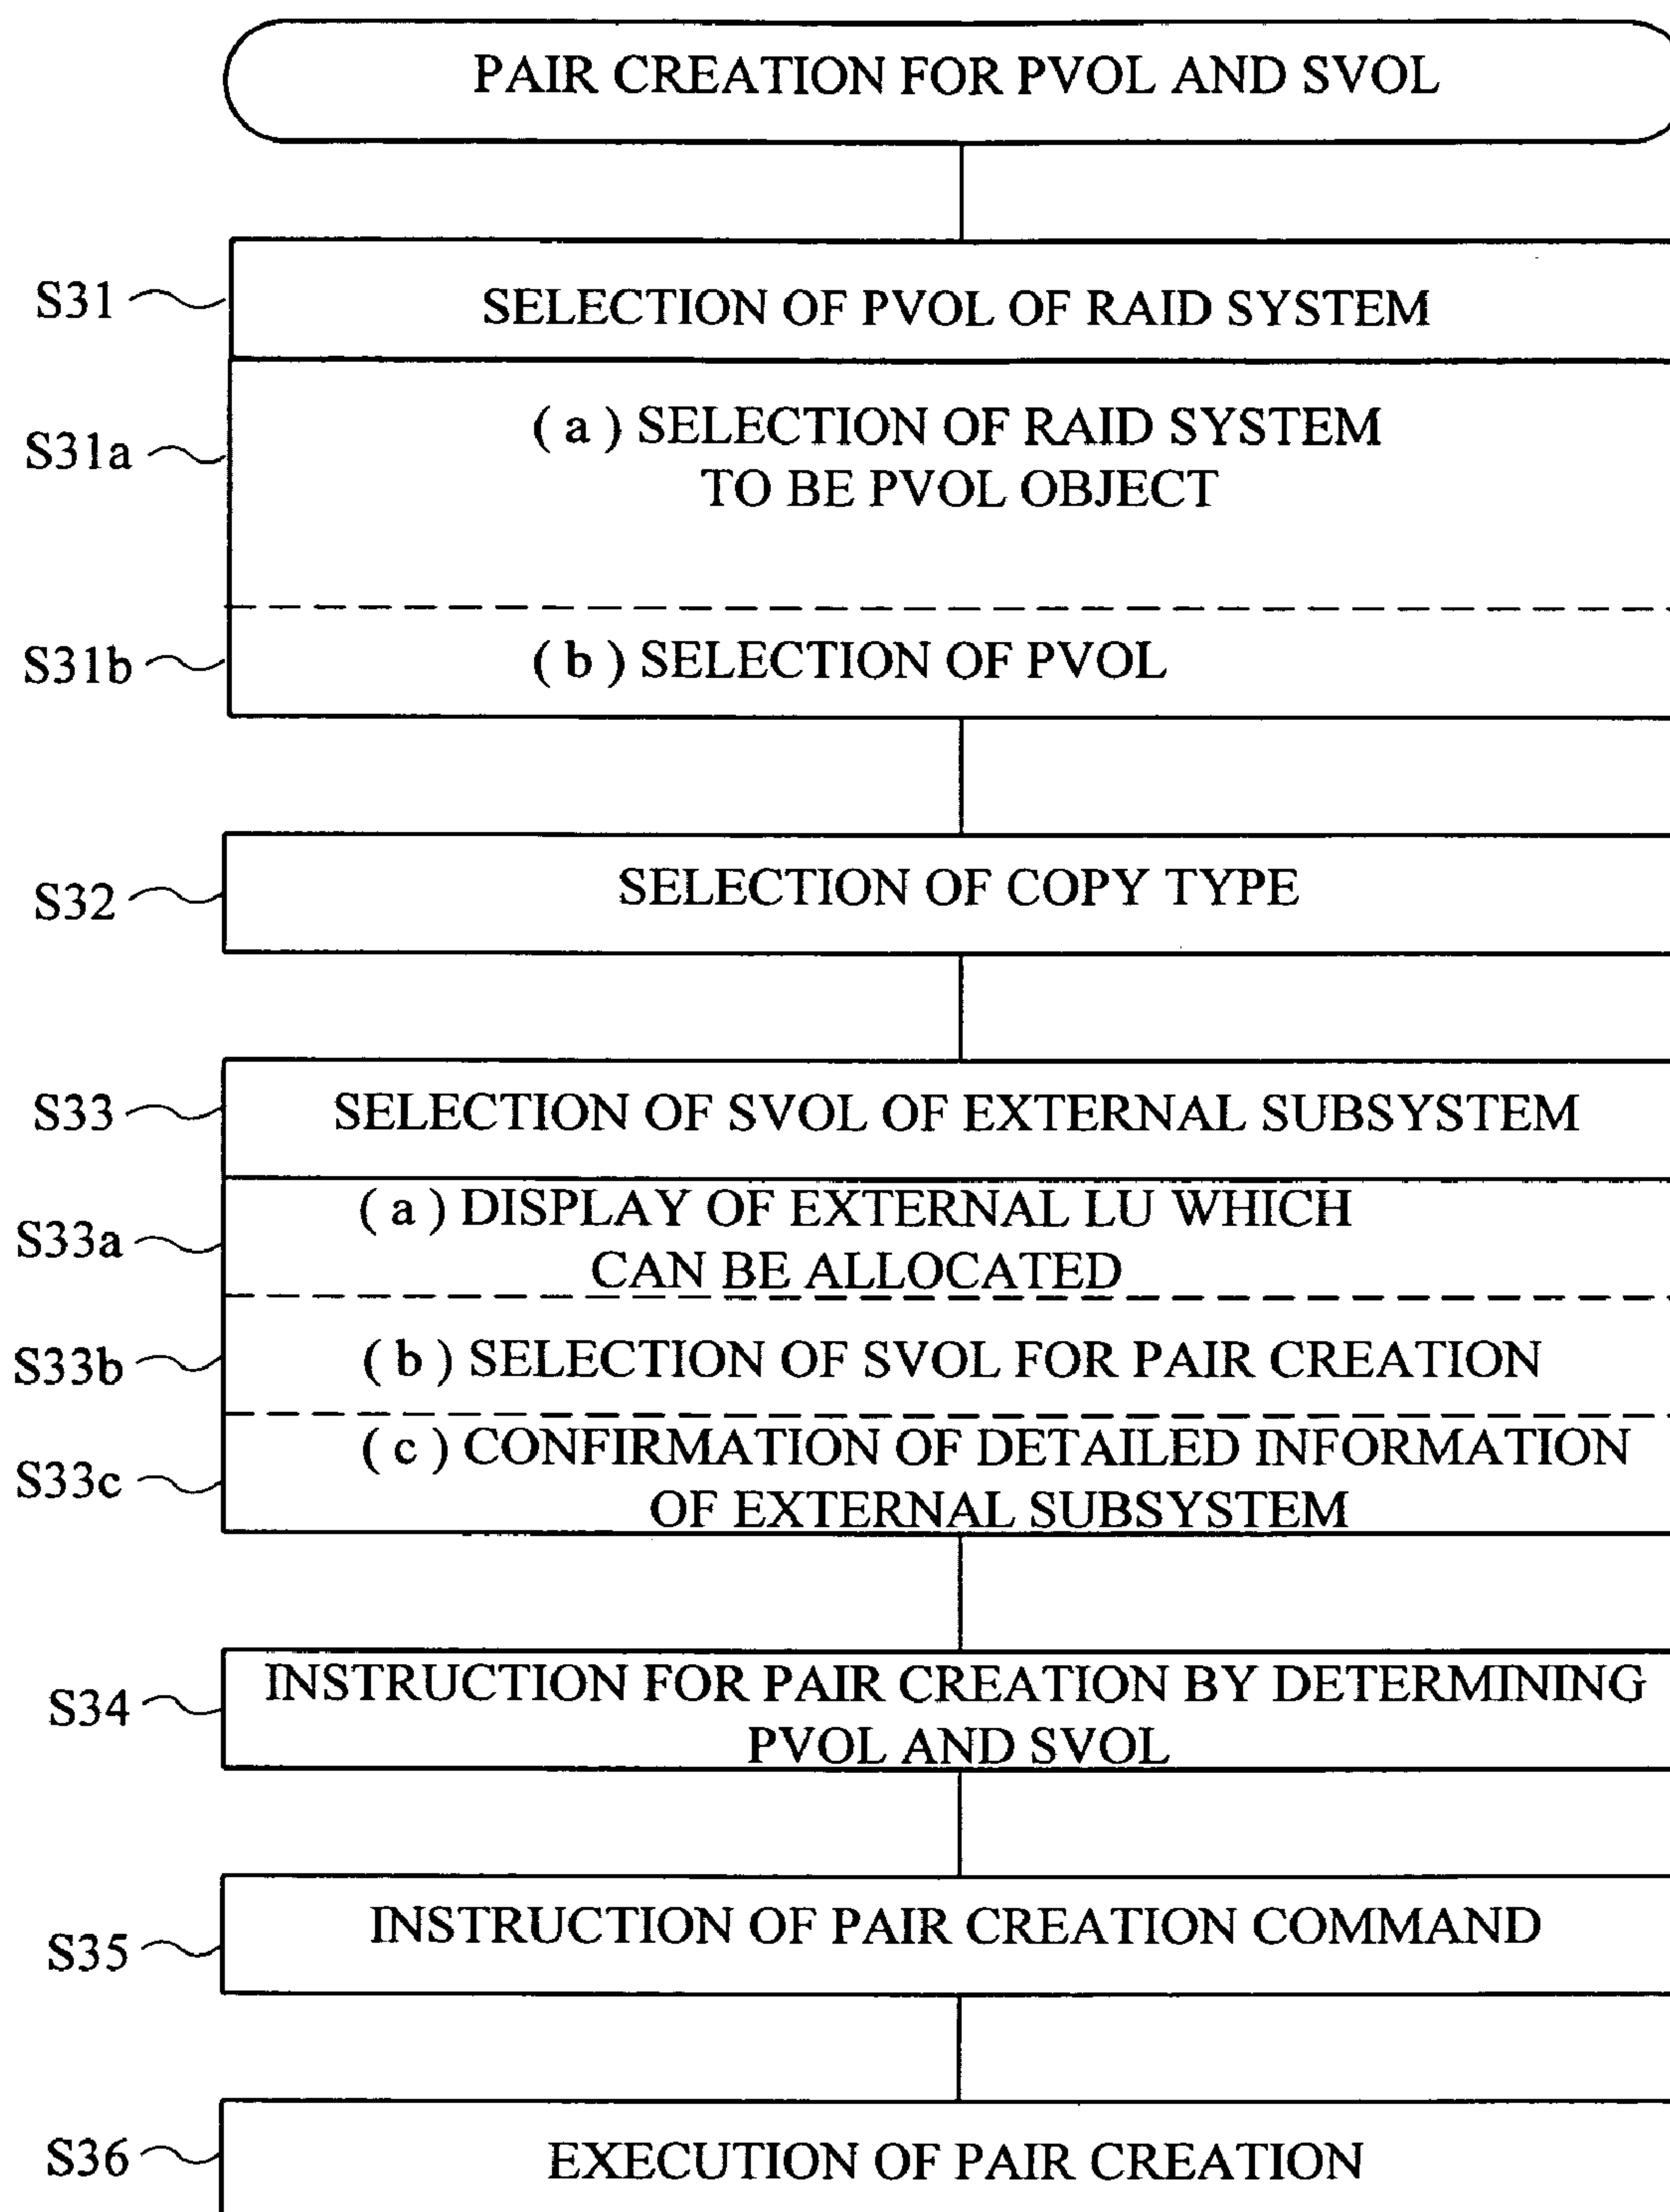 PAIR CREATION FOR PVOL AND SVOL
S31
SELECTION OF PVOL OF RAID SYSTEM
S31a
( a ) SELECTION OF RAID SYSTEM
TO BE PVOL OBJECT
S31b
( b ) SELECTION OF PVOL
S32
SELECTION OF COPY TYPE
S33
SELECTION OF SVOL OF EXTERNAL SUBSYSTEM
S33a
( a ) DISPLAY OF EXTERNAL LU WHICH
CAN BE ALLOCATED
S33b
( b ) SELECTION OF SVOL FOR PAIR CREATION
S33c
( c ) CONFIRMATION OF DETAILED INFORMATION
OF EXTERNAL SUBSYSTEM
S34
INSTRUCTION FOR PAIR CREATION BY DETERMINING
PVOL AND SVOL
S35
INSTRUCTION OF PAIR CREATION COMMAND
S36
EXECUTION OF PAIR CREATION